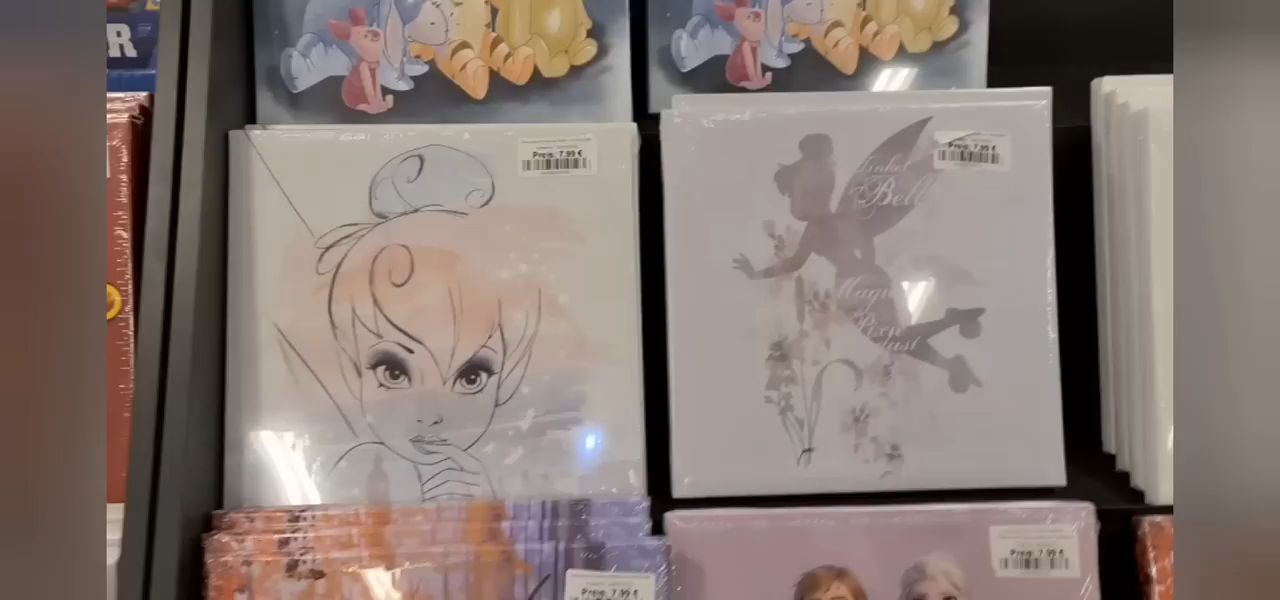 R
Preis: 7,99 €
Preis: 7,99 €
Tinker
Bell
Magic
Pixie
dust
Preis: 7,99 €
Preis: 7,99 €